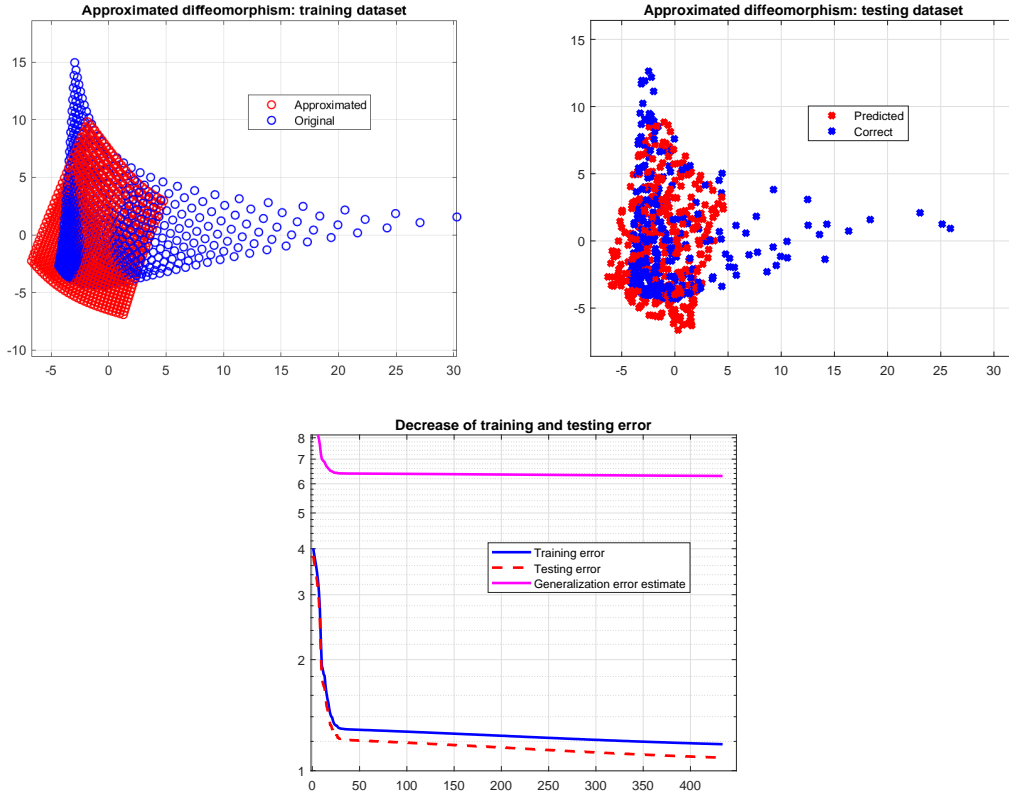 Approximated diffeomorphism: training dataset
15
10
5
0
-5
-10
-5 0 5 10 15 20 25 30
Approximated
Original
Approximated diffeomorphism: testing dataset
15
10
5
0
-5
-5 0 5 10 15 20 25 30
Predicted
Correct
Decrease of training and testing error
8
7
6
5
4
3
2
1
0 50 100 150 200 250 300 350 400
Training error
Testing error
Generalization error estimate